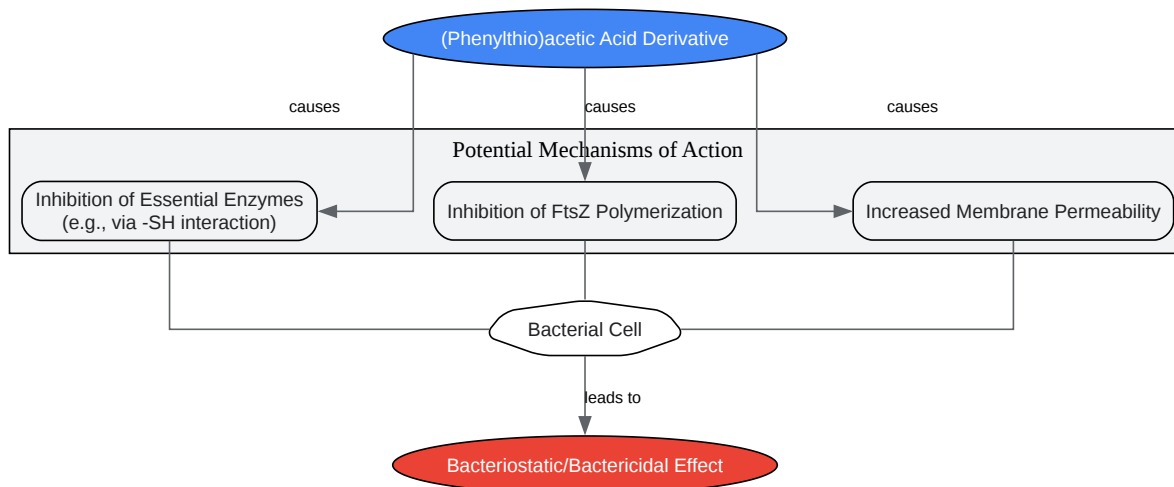 (Phenylthio)acetic Acid Derivative
causes
causes
causes
Potential Mechanisms of Action
Inhibition of Essential Enzymes
(e.g., via -SH interaction)
Inhibition of FtsZ Polymerization
Increased Membrane Permeability
Bacterial Cell
leads to
Bacteriostatic/Bactericidal Effect